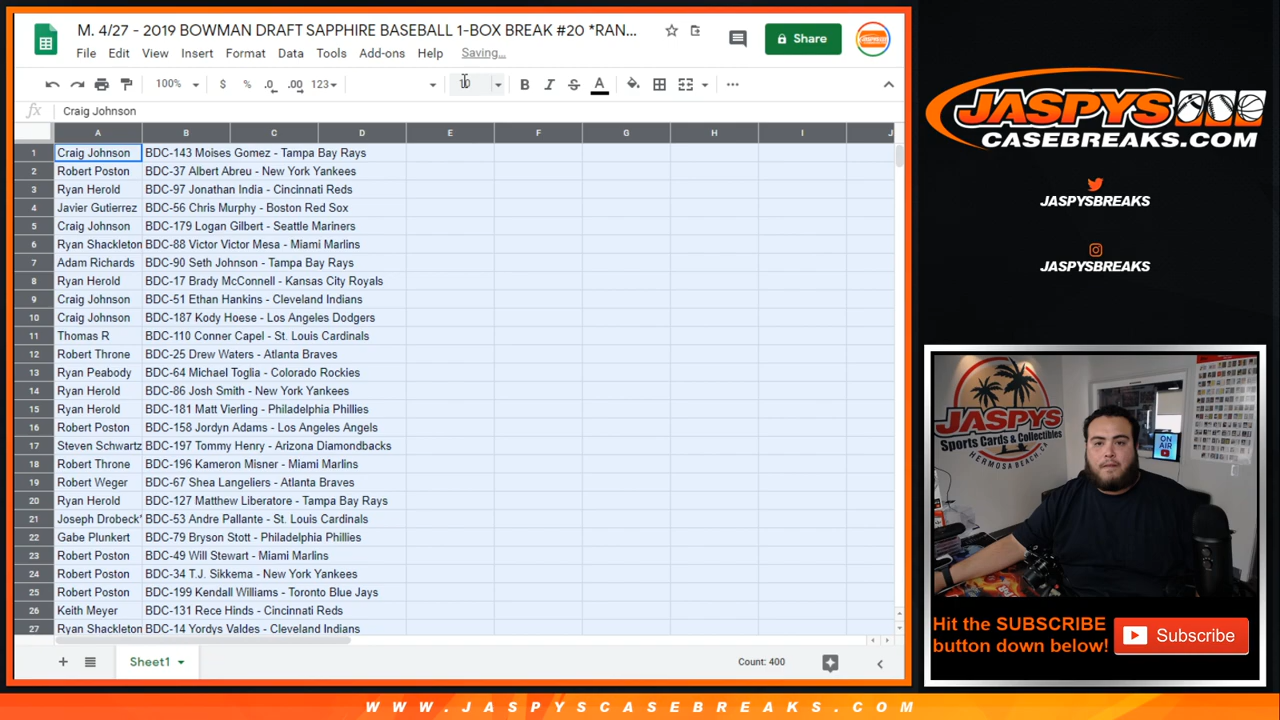 M. 4/27 - 2019 BOWMAN DRAFT SAPPHIRE BASEBALL 1-BOX BREAK #20 *RAN...
File Edit View Insert Format Data Tools Add-ons Help Saving...
Share
100% $ % .0 .00 123 10 B I S A
fx Craig Johnson
A B C D E F G H I J
1 Craig Johnson BDC-143 Moises Gomez - Tampa Bay Rays
2 Robert Poston BDC-37 Albert Abreu - New York Yankees
3 Ryan Herold BDC-97 Jonathan India - Cincinnati Reds
4 Javier Gutierrez BDC-56 Chris Murphy - Boston Red Sox
5 Craig Johnson BDC-179 Logan Gilbert - Seattle Mariners
6 Ryan Shackleton BDC-88 Victor Victor Mesa - Miami Marlins
7 Adam Richards BDC-90 Seth Johnson - Tampa Bay Rays
8 Ryan Herold BDC-17 Brady McConnell - Kansas City Royals
9 Craig Johnson BDC-51 Ethan Hankins - Cleveland Indians
10 Craig Johnson BDC-187 Kody Hoese - Los Angeles Dodgers
11 Thomas R BDC-110 Conner Capel - St. Louis Cardinals
12 Robert Throne BDC-25 Drew Waters - Atlanta Braves
13 Ryan Peabody BDC-64 Michael Toglia - Colorado Rockies
14 Ryan Herold BDC-86 Josh Smith - New York Yankees
15 Ryan Herold BDC-181 Matt Vierling - Philadelphia Phillies
16 Robert Poston BDC-158 Jordyn Adams - Los Angeles Angels
17 Steven Schwartz BDC-197 Tommy Henry - Arizona Diamondbacks
18 Robert Throne BDC-196 Kameron Misner - Miami Marlins
19 Robert Weger BDC-67 Shea Langeliers - Atlanta Braves
20 Ryan Herold BDC-127 Matthew Liberatore - Tampa Bay Rays
21 Joseph Drobeck* BDC-53 Andre Pallante - St. Louis Cardinals
22 Gabe Plunkert BDC-79 Bryson Stott - Philadelphia Phillies
23 Robert Poston BDC-49 Will Stewart - Miami Marlins
24 Robert Poston BDC-34 T.J. Sikkema - New York Yankees
25 Robert Poston BDC-199 Kendall Williams - Toronto Blue Jays
26 Keith Meyer BDC-131 Rece Hinds - Cincinnati Reds
27 Ryan Shackleton BDC-14 Yordys Valdes - Cleveland Indians
Sheet1
Count: 400
JASPYS
CASEBREAKS.COM
JASPYSBREAKS
JASPYSBREAKS
JASPYS
Sports Cards & Collectibles
HERMOSA BEACH, CA
ON AIR
Hit the SUBSCRIBE
button down below!
Subscribe
WWW.JASPYSCASEBREAKS.COM